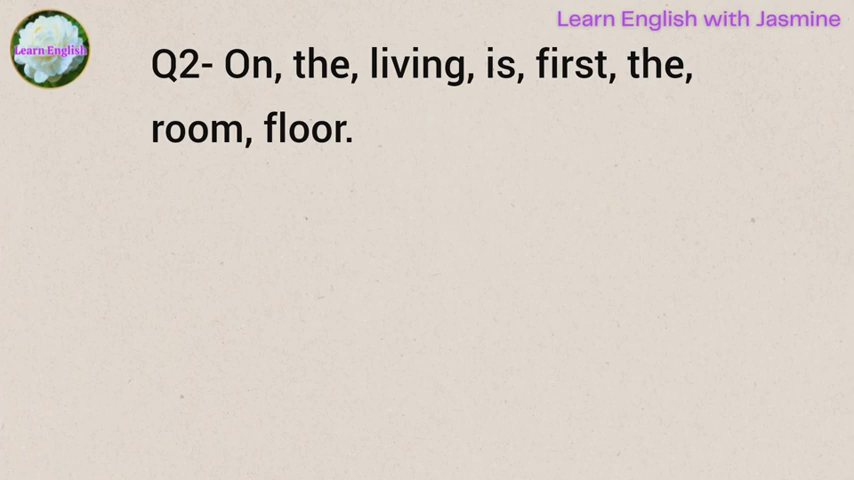 Learn English with Jasmine
Learn English
Q2- On, the, living, is, first, the,
room, floor.